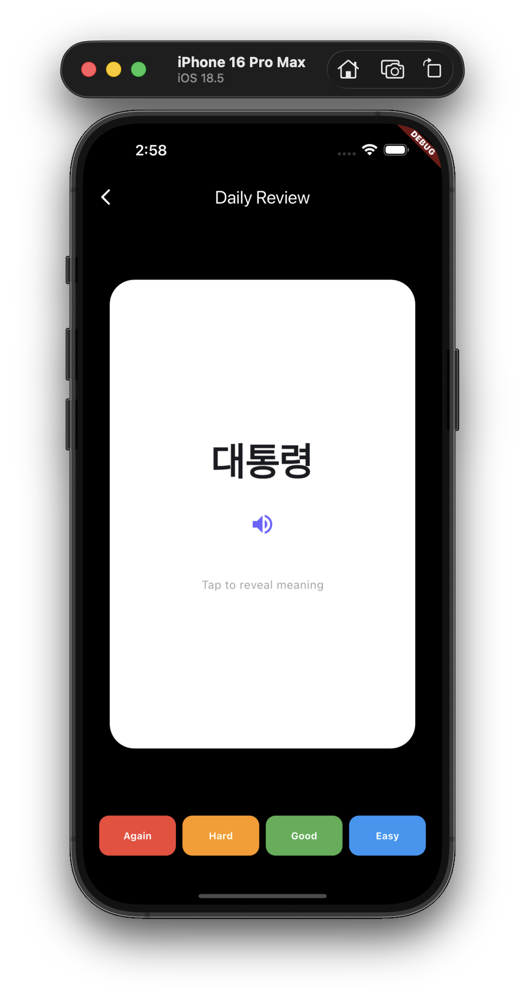 iPhone 16 Pro Max
iOS 18.5
2:58
DEBUG
Daily Review
대통령
Tap to reveal meaning
Again
Hard
Good
Easy